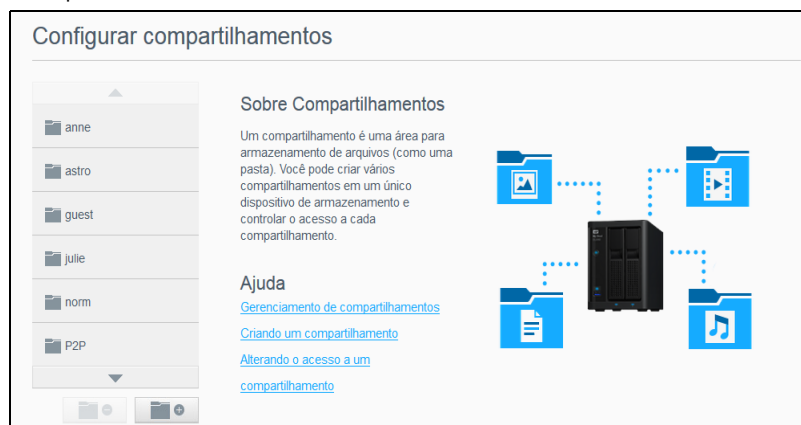 Configurar compartilhamentos
anne
astro
guest
julie
norm
P2P
Sobre Compartilhamentos
Um compartilhamento é uma área para
armazenamento de arquivos (como uma
pasta). Você pode criar vários
compartilhamentos em um único
dispositivo de armazenamento e
controlar o acesso a cada
compartilhamento.
Ajuda
Gerenciamento de compartilhamentos
Criando um compartilhamento
Alterando o acesso a um
compartilhamento